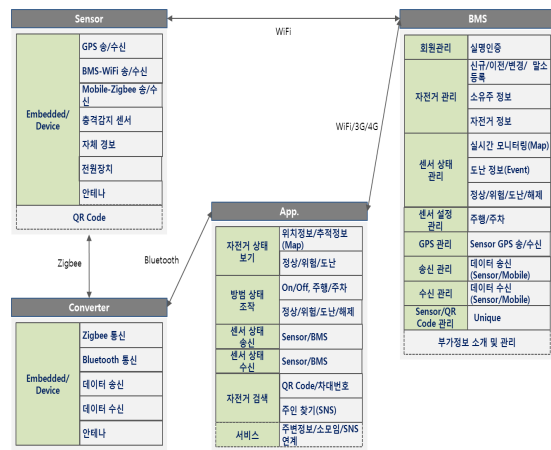 Sensor
Embedded/
Device
GPS 송/수신
BMS-WiFi 송/수신
Mobile-Zigbee 송/수
신
충격감지 센서
자체 경보
전원장치
안테나
QR Code
WiFi
WiFi/3G/4G
Zigbee
Bluetooth
Converter
Embedded/
Device
Zigbee 통신
Bluetooth 통신
데이터 송신
데이터 수신
안테나
App.
자전거 상태
보기
위치정보/추적정보
(Map)
정상/위험/도난
방범 상태
조작
On/Off, 주행/주차
정상/위험/도난/해제
센서 상태
송신
Sensor/BMS
센서 상태
수신
Sensor/BMS
자전거 검색
QR Code/차대번호
주인 찾기(SNS)
서비스
주변정보/소모임/SNS
연계
BMS
회원관리
실명인증
자전거 관리
신규/이전/변경/ 말소
등록
소유주 정보
자전거 정보
센서 상태
관리
실시간 모니터링(Map)
도난 정보(Event)
정상/위험/도난/해제
센서 설정
관리
주행/주차
GPS 관리
Sensor GPS 송/수신
송신 관리
데이터 송신
(Sensor/Mobile)
수신 관리
데이터 수신
(Sensor/Mobile)
Sensor/QR
Code 관리
Unique
부가정보 소개 및 관리